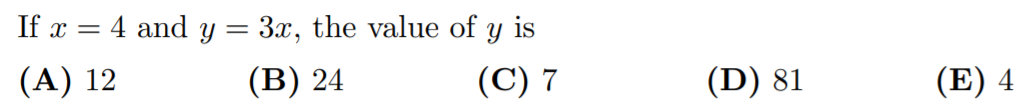 If x = 4 and y = 3x, the value of y is
(A) 12 (B) 24 (C) 7 (D) 81 (E) 4